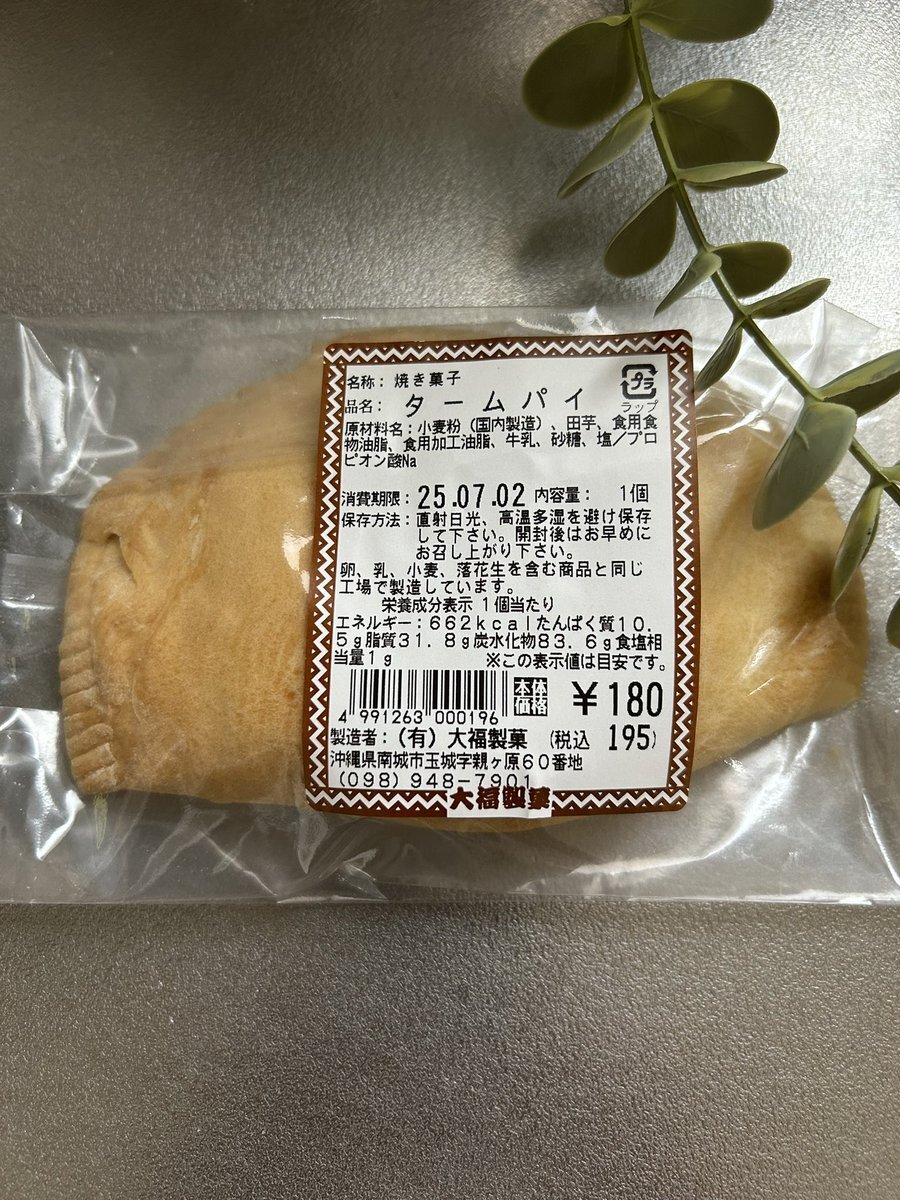 名称: 焼き菓子
プラ
ラップ
品名: タームパイ
原材料名:小麦粉(国内製造)、田芋、食用食
物油脂、食用加工油脂、牛乳、砂糖、塩/プロ
ピオン酸Na
消費期限: 25.07.02 内容量: 1個
保存方法:直射日光、高温多湿を避け保存
して下さい。開封後はお早めに
お召し上がり下さい。
卵、乳、小麦、落花生を含む商品と同じ
工場で製造しています。
栄養成分表示 1個当たり
エネルギー:662kcalたんぱく質10.
5g脂質31.8g炭水化物83.6g食塩相
当量1g ※この表示値は目安です。
本体
価格 ¥180
4 991263 000196
製造者:(有)大福製菓 (税込 195)
沖縄県南城市玉城字親ヶ原60番地
(098)948-7901
大福製菓